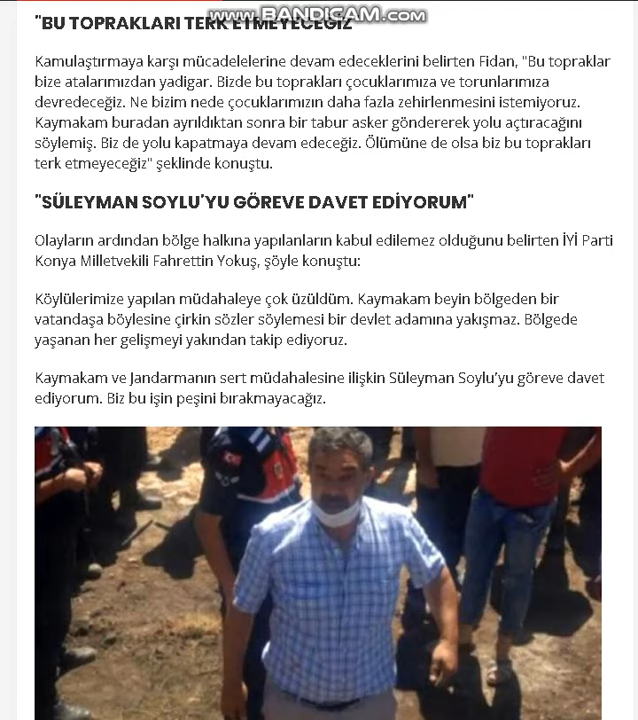 www.BANDICAM.com
"BU TOPRAKLARI TERK ETMEYECEĞİZ"
Kamulaştırmaya karşı mücadelelerine devam edeceklerini belirten Fidan, "Bu topraklar
bize atalarımızdan yadigar. Bizde bu toprakları çocuklarımıza ve torunlarımıza
devredeceğiz. Ne bizim nede çocuklarımızın daha fazla zehirlenmesini istemiyoruz.
Kaymakam buradan ayrıldıktan sonra bir tabur asker göndererek yolu açtıracağını
söylemiş. Biz de yolu kapatmaya devam edeceğiz. Ölümüne de olsa biz bu toprakları
terk etmeyeceğiz" şeklinde konuştu.
"SÜLEYMAN SOYLU'YU GÖREVE DAVET EDİYORUM"
Olayların ardından bölge halkına yapılanların kabul edilemez olduğunu belirten İYİ Parti
Konya Milletvekili Fahrettin Yokuş, şöyle konuştu:
Köylülerimize yapılan müdahaleye çok üzüldüm. Kaymakam beyin bölgeden bir
vatandaşa böylesine çirkin sözler söylemesi bir devlet adamına yakışmaz. Bölgede
yaşanan her gelişmeyi yakından takip ediyoruz.
Kaymakam ve Jandarmanın sert müdahalesine ilişkin Süleyman Soylu'yu göreve davet
ediyorum. Biz bu işin peşini bırakmayacağız.